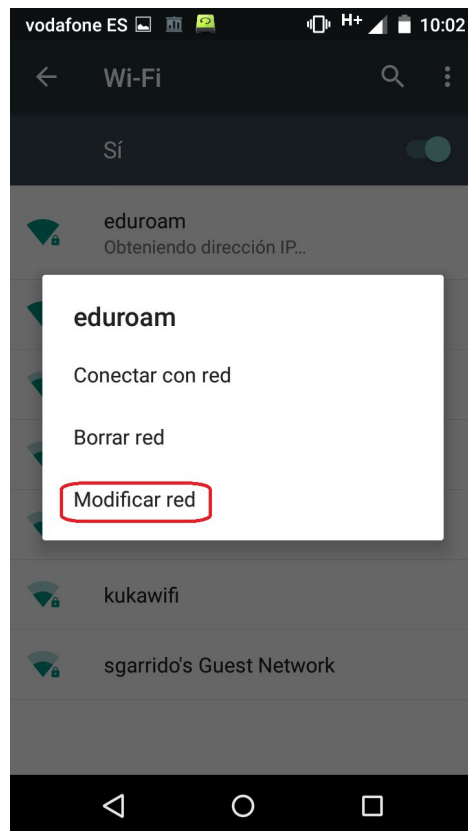 vodafone ES H+ 10:02
Wi-Fi
Sí
eduroam
Obteniendo dirección IP...
eduroam
Conectar con red
Borrar red
Modificar red
kukawifi
sgarrido's Guest Network